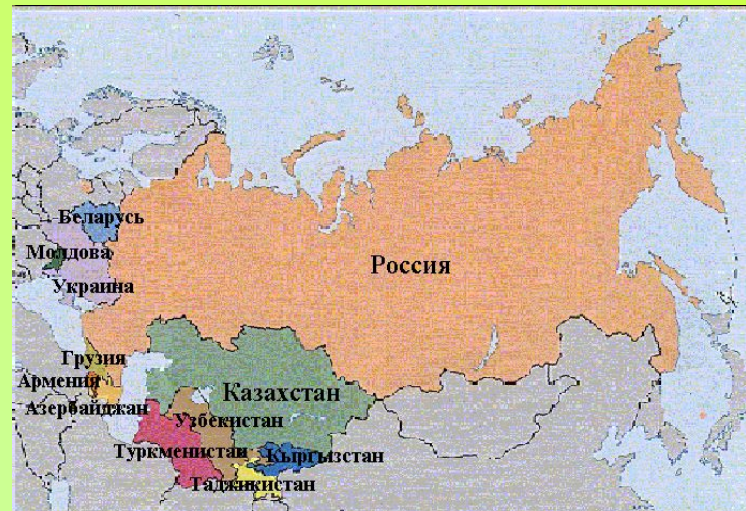 Беларусь
Молдова
Россия
Украина
Грузия
Армения
Казахстан
Азербайджан
Узбекистан
Туркменистан
Кыргызстан
Таджикистан